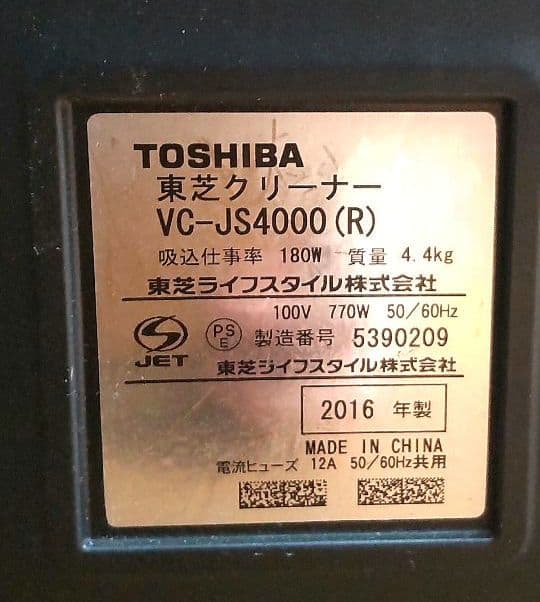 TOSHIBA
東芝クリーナー
VC-JS4000(R)
吸込仕事率 180W 質量 4.4kg
東芝ライフスタイル株式会社
100V 770W 50/60Hz
JET PSE 製造番号 5390209
東芝ライフスタイル株式会社
2016 年製
MADE IN CHINA
電流ヒューズ 12A 50/60Hz共用